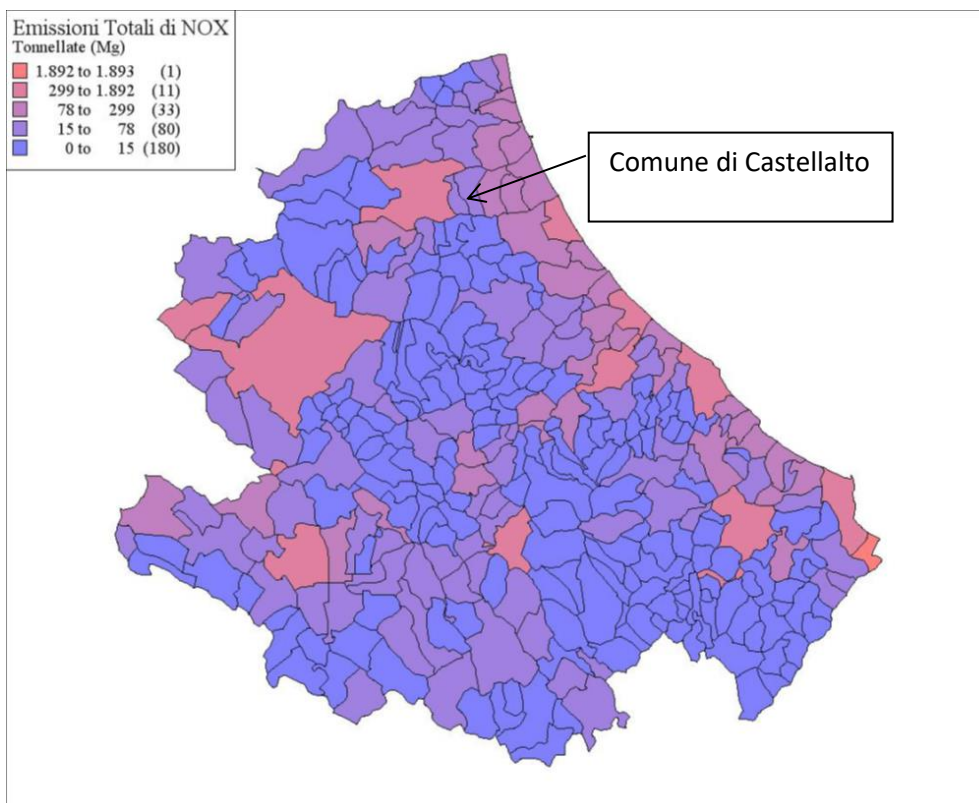 Emissioni Totali di NOX
Tonnellate (Mg)
1.892 to 1.893 (1)
299 to 1.892 (11)
78 to 299 (33)
15 to 78 (80)
0 to 15 (180)
Comune di Castellalto